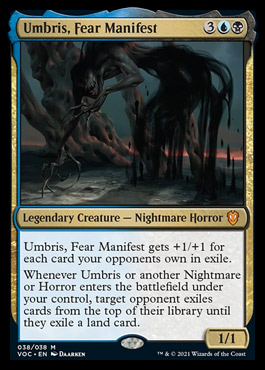 Umbris, Fear Manifest 3
Legendary Creature — Nightmare Horror
Umbris, Fear Manifest gets +1/+1 for
each card your opponents own in exile.
Whenever Umbris or another Nightmare
or Horror enters the battlefield under
your control, target opponent exiles
cards from the top of their library until
they exile a land card.
1/1
038/038 M
VOC • EN DAARKEN
™ & © 2021 Wizards of the Coast